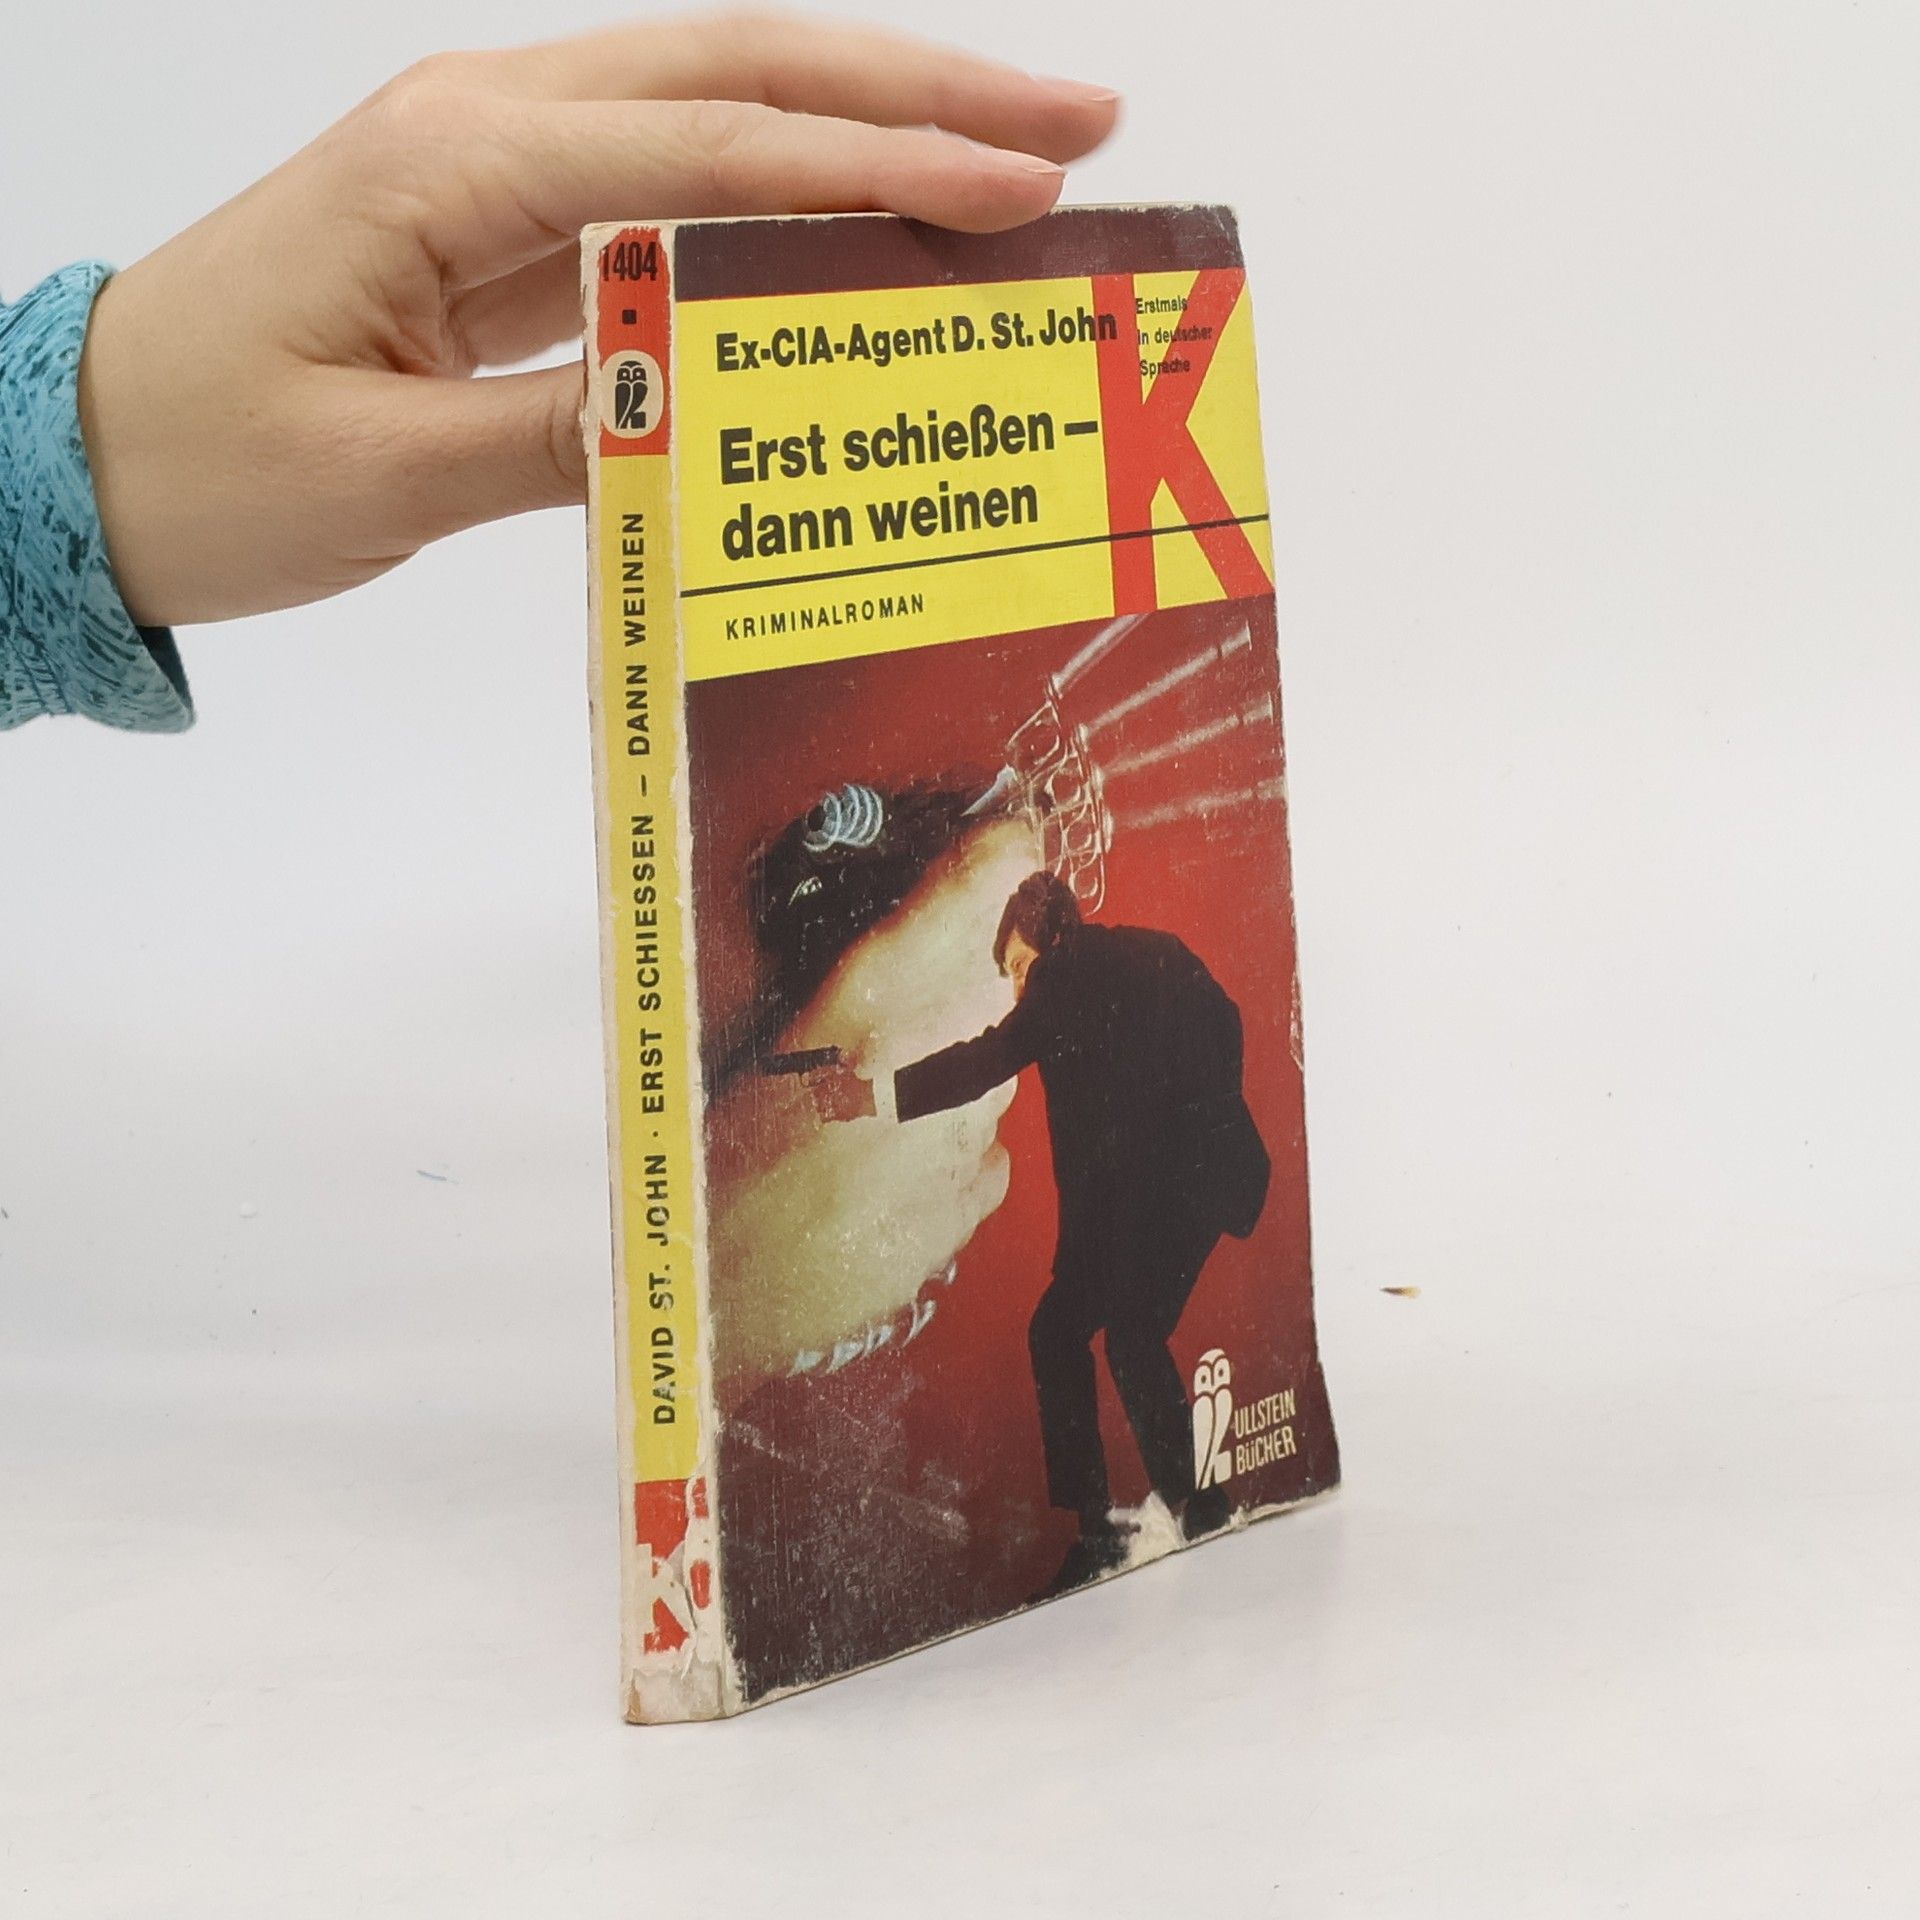 1404
DAVID ST. JOHN · ERST SCHIESSEN – DANN WEINEN
Ex-CIA-Agent D. St. John
Erstmals
in deutscher
Sprache
K
Erst schießen –
dann weinen
KRIMINALROMAN
ULLSTEIN
BÜCHER